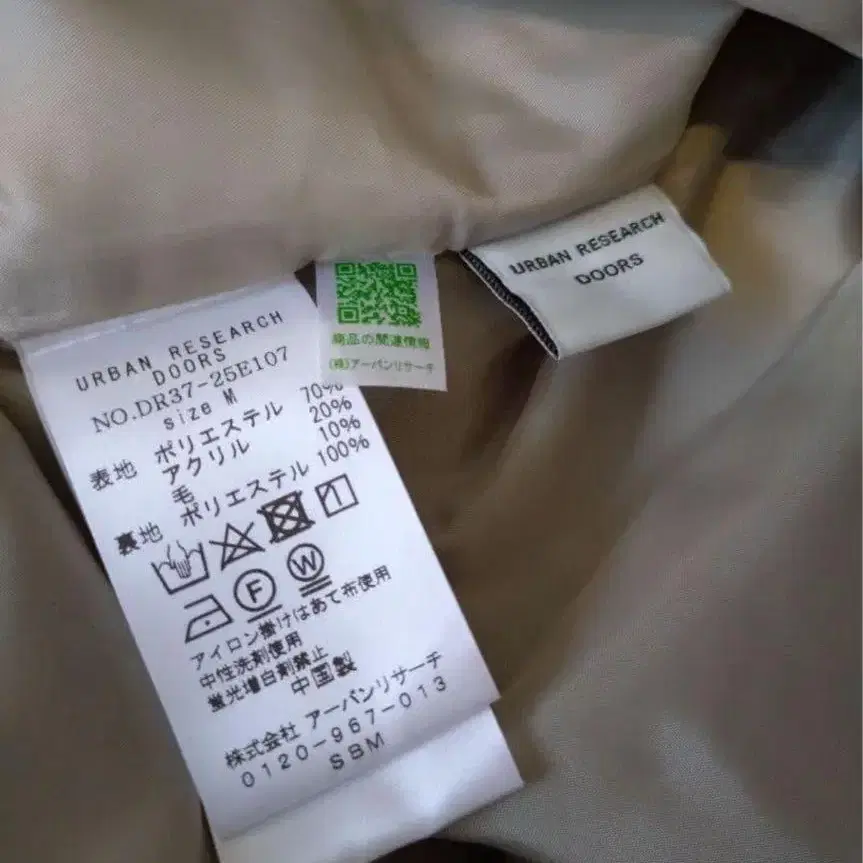 URBAN RESEARCH
DOORS
NO.DR37-25E107
size M
表地 ポリエステル 70%
アクリル 20%
毛 10%
裏地 ポリエステル 100%
F
W
アイロン掛けはあて布使用
中性洗剤使用
蛍光増白剤禁止
中国製
株式会社 アーバンリサーチ
0120-967-013
SBM
商品の関連情報
(株)アーバンリサーチ
URBAN RESEARCH
DOORS